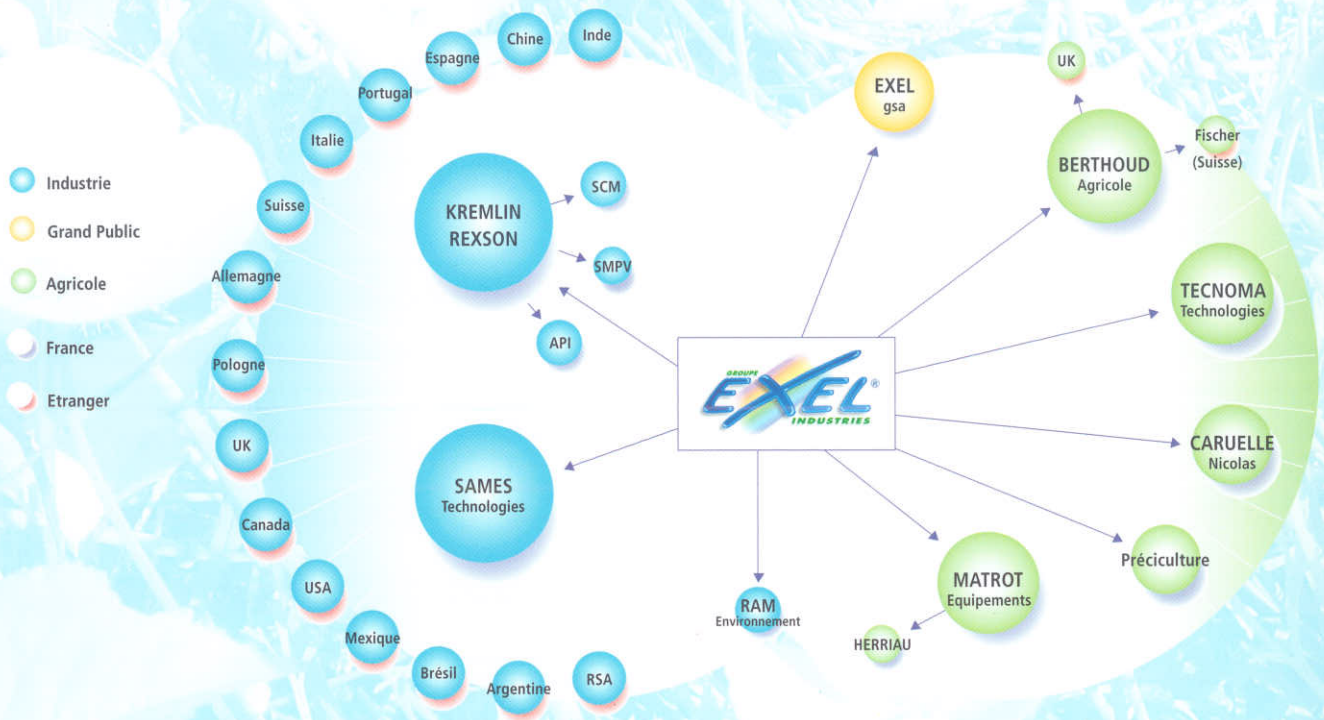 Industrie
Grand Public
Agricole
France
Etranger
Inde
Chine
Espagne
Portugal
Italie
Suisse
Allemagne
Pologne
UK
Canada
USA
Mexique
Brésil
Argentine
RSA
KREMLIN
REXSON
SCM
SMPV
API
SAMES
Technologies
GROUPE
EXEL®
INDUSTRIES
EXEL
gsa
UK
BERTHOUD
Agricole
Fischer
(Suisse)
TECNOMA
Technologies
CARUELLE
Nicolas
Préciculture
MATROT
Equipements
HERRIAU
RAM
Environnement